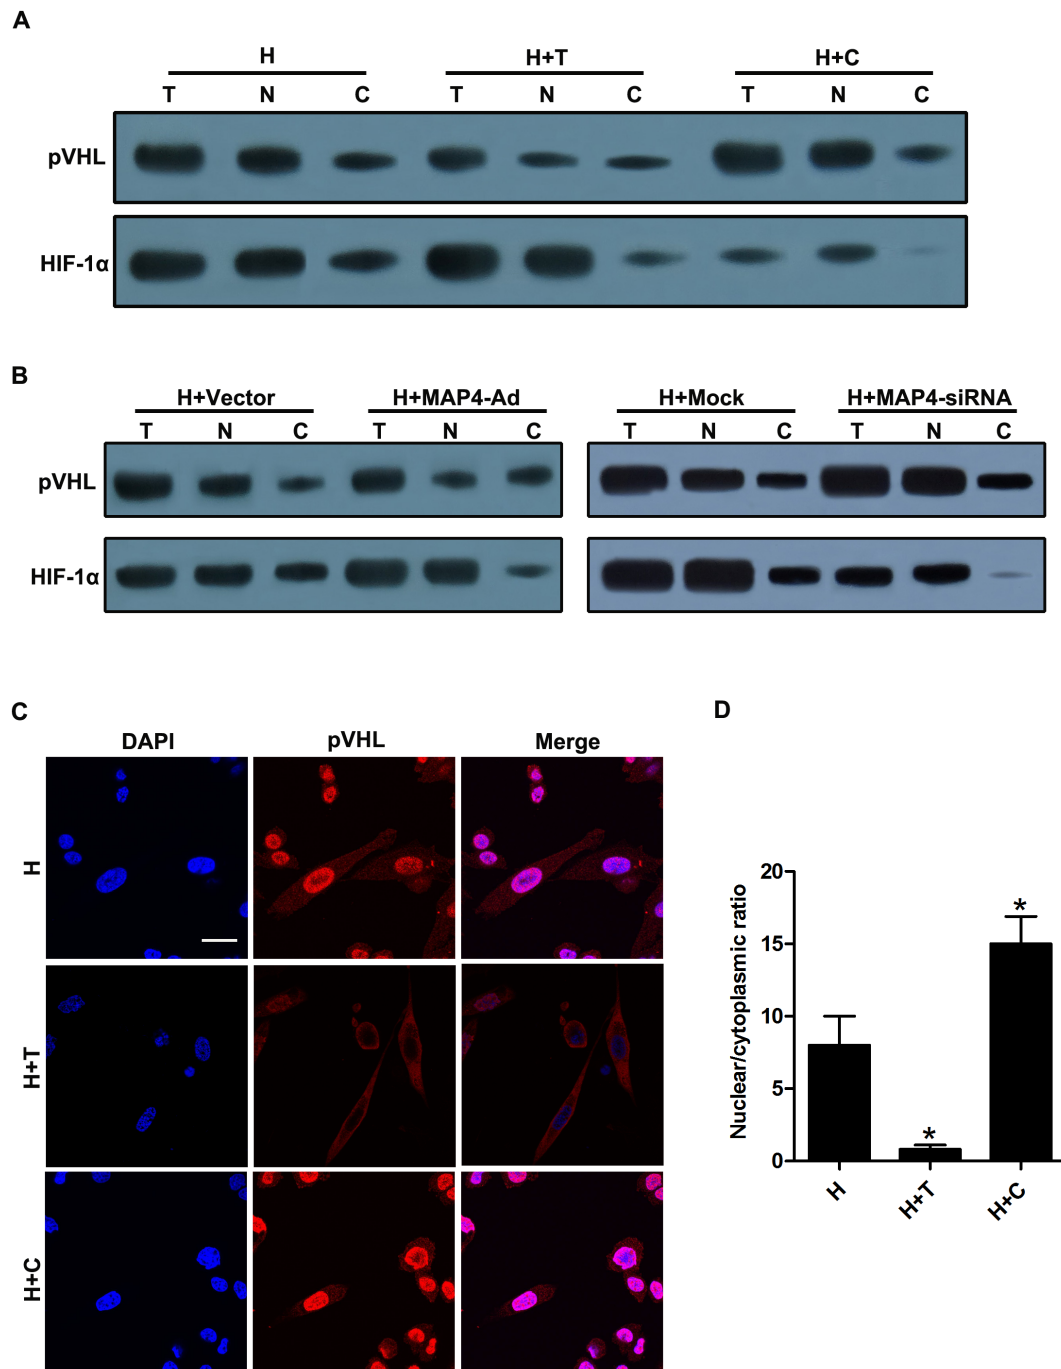 A
H H+T H+C
T N C T N C T N C
pVHL
HIF-1α
B
H+Vector H+MAP4-Ad H+Mock H+MAP4-siRNA
T N C T N C T N C T N C
pVHL
HIF-1α
C
DAPI pVHL Merge
H
H+T
H+C
D
Nuclear/cytoplasmic ratio
20
15
10
5
0
*
*
H H+T H+C